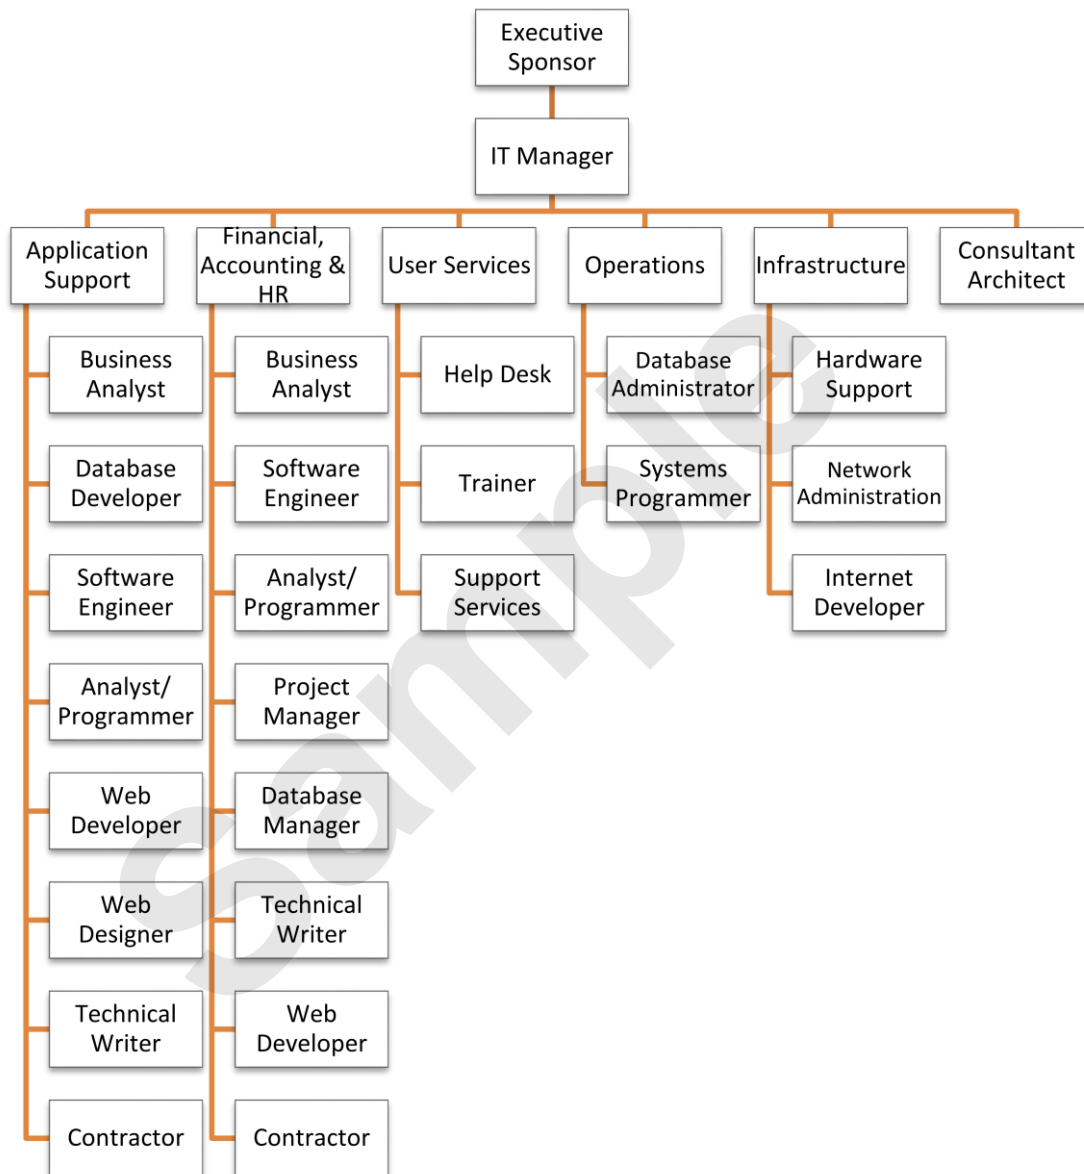 Executive
Sponsor
IT Manager
Application
Support
Financial,
Accounting &
HR
User Services
Operations
Infrastructure
Consultant
Architect
Business
Analyst
Database
Developer
Software
Engineer
Analyst/
Programmer
Web
Developer
Web
Designer
Technical
Writer
Contractor
Business
Analyst
Software
Engineer
Analyst/
Programmer
Project
Manager
Database
Manager
Technical
Writer
Web
Developer
Contractor
Help Desk
Trainer
Support
Services
Database
Administrator
Systems
Programmer
Hardware
Support
Network
Administration
Internet
Developer
Sample